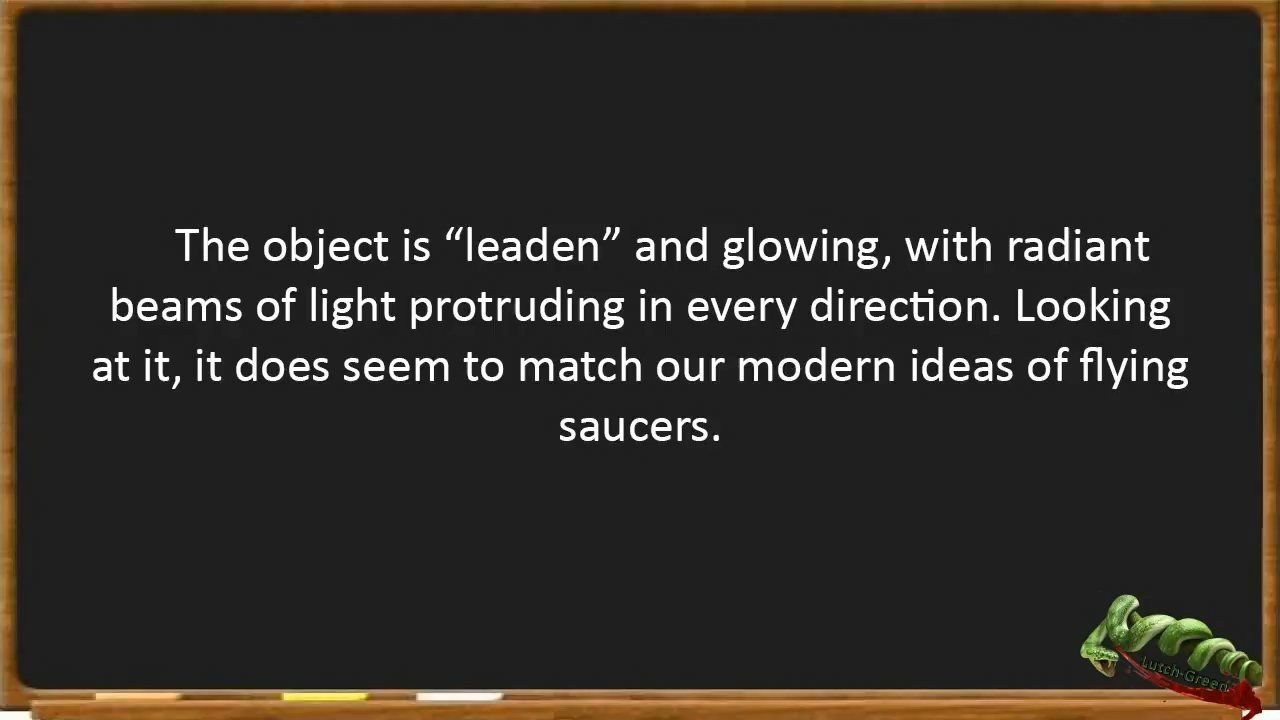 The object is “leaden” and glowing, with radiant
beams of light protruding in every direction. Looking
at it, it does seem to match our modern ideas of flying
saucers.
Lutch-Green